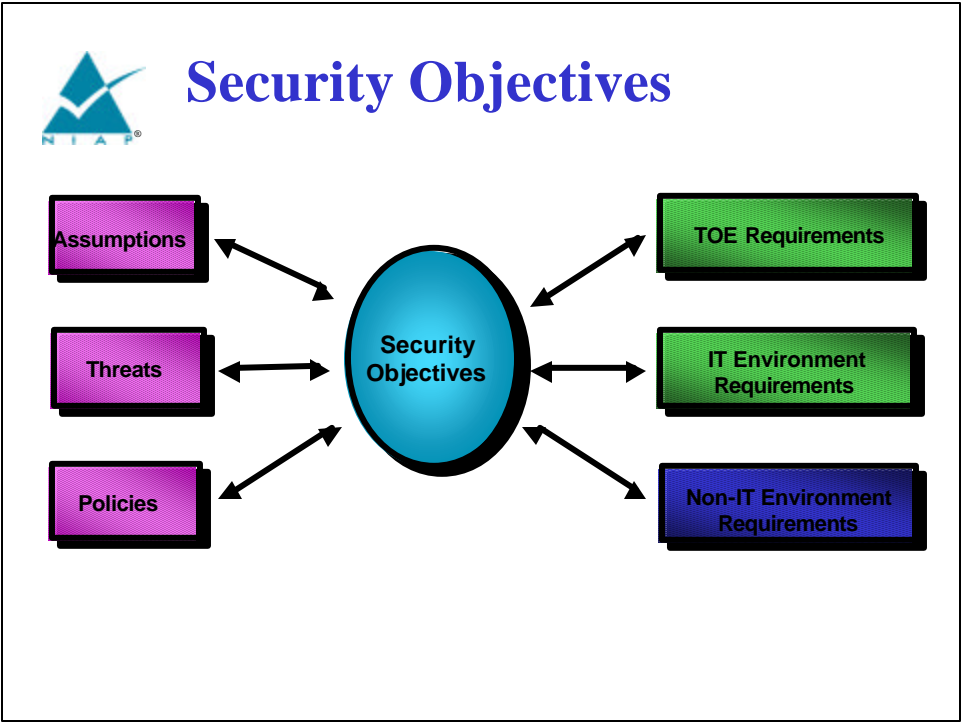 Security Objectives
NIAP®
Assumptions
Threats
Policies
Security
Objectives
TOE Requirements
IT Environment
Requirements
Non-IT Environment
Requirements